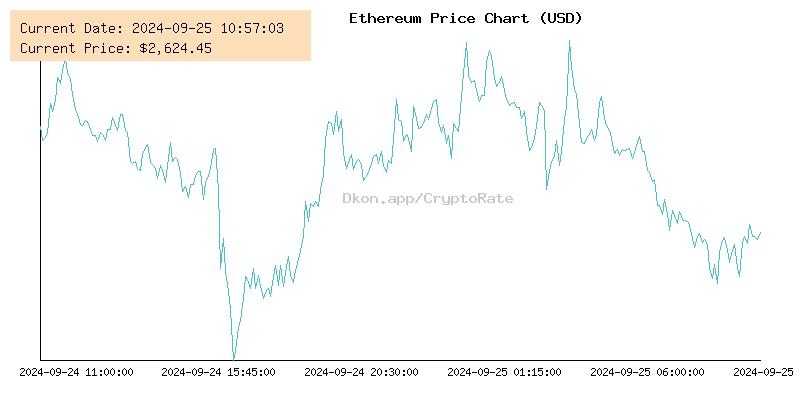 Ethereum Price Chart (USD)
Current Date: 2024-09-25 10:57:03
Current Price: $2,624.45
Dkon.app/CryptoRate
2024-09-24 11:00:00
2024-09-24 15:45:00
2024-09-24 20:30:00
2024-09-25 01:15:00
2024-09-25 06:00:00
2024-09-25